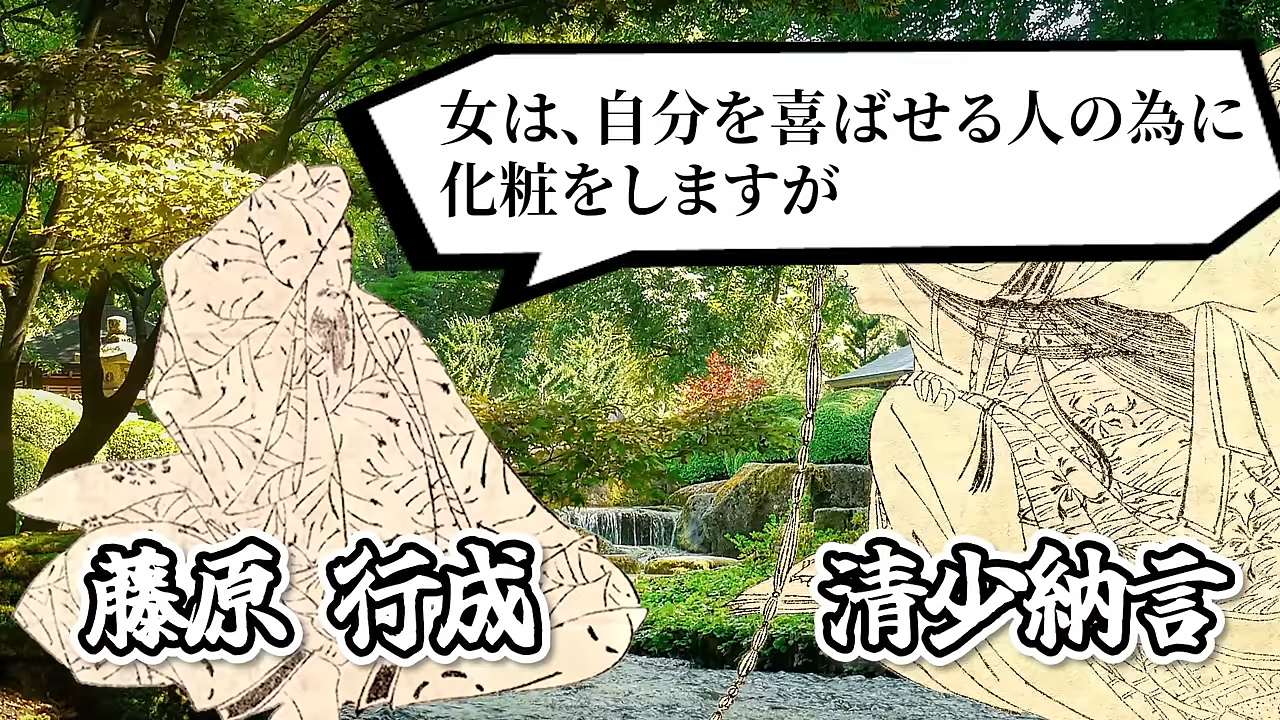 女は、自分を喜ばせる人の為に
化粧をしますが
藤原 行成
清少納言